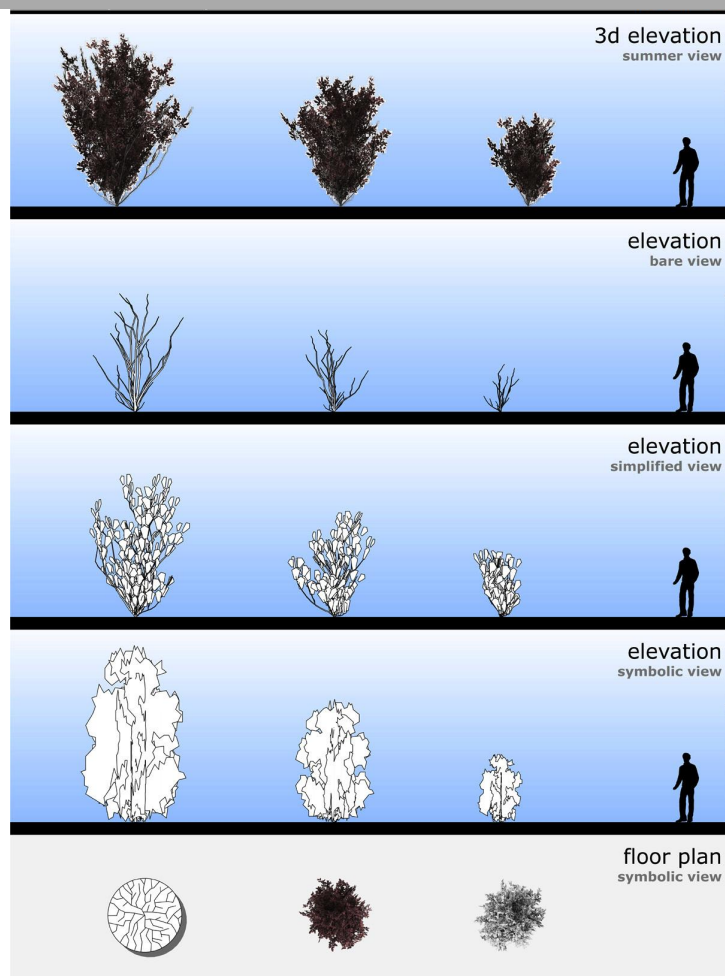 3d elevation
summer view
elevation
bare view
elevation
simplified view
elevation
symbolic view
floor plan
symbolic view